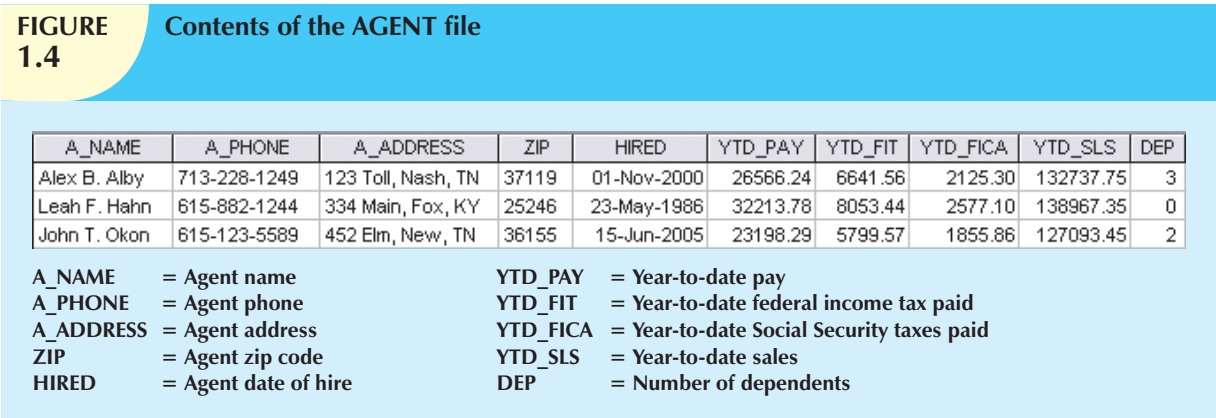 FIGURE 1.4
Contents of the AGENT file
A_NAME A_PHONE A_ADDRESS ZIP HIRED YTD_PAY YTD_FIT YTD_FICA YTD_SLS DEP
Alex B. Alby 713-228-1249 123 Toll, Nash, TN 37119 01-Nov-2000 26566.24 6641.56 2125.30 132737.75 3
Leah F. Hahn 615-882-1244 334 Main, Fox, KY 25246 23-May-1986 32213.78 8053.44 2577.10 138967.35 0
John T. Okon 615-123-5589 452 Elm, New, TN 36155 15-Jun-2005 23198.29 5799.57 1855.86 127093.45 2
A_NAME = Agent name
A_PHONE = Agent phone
A_ADDRESS = Agent address
ZIP = Agent zip code
HIRED = Agent date of hire
YTD_PAY = Year-to-date pay
YTD_FIT = Year-to-date federal income tax paid
YTD_FICA = Year-to-date Social Security taxes paid
YTD_SLS = Year-to-date sales
DEP = Number of dependents